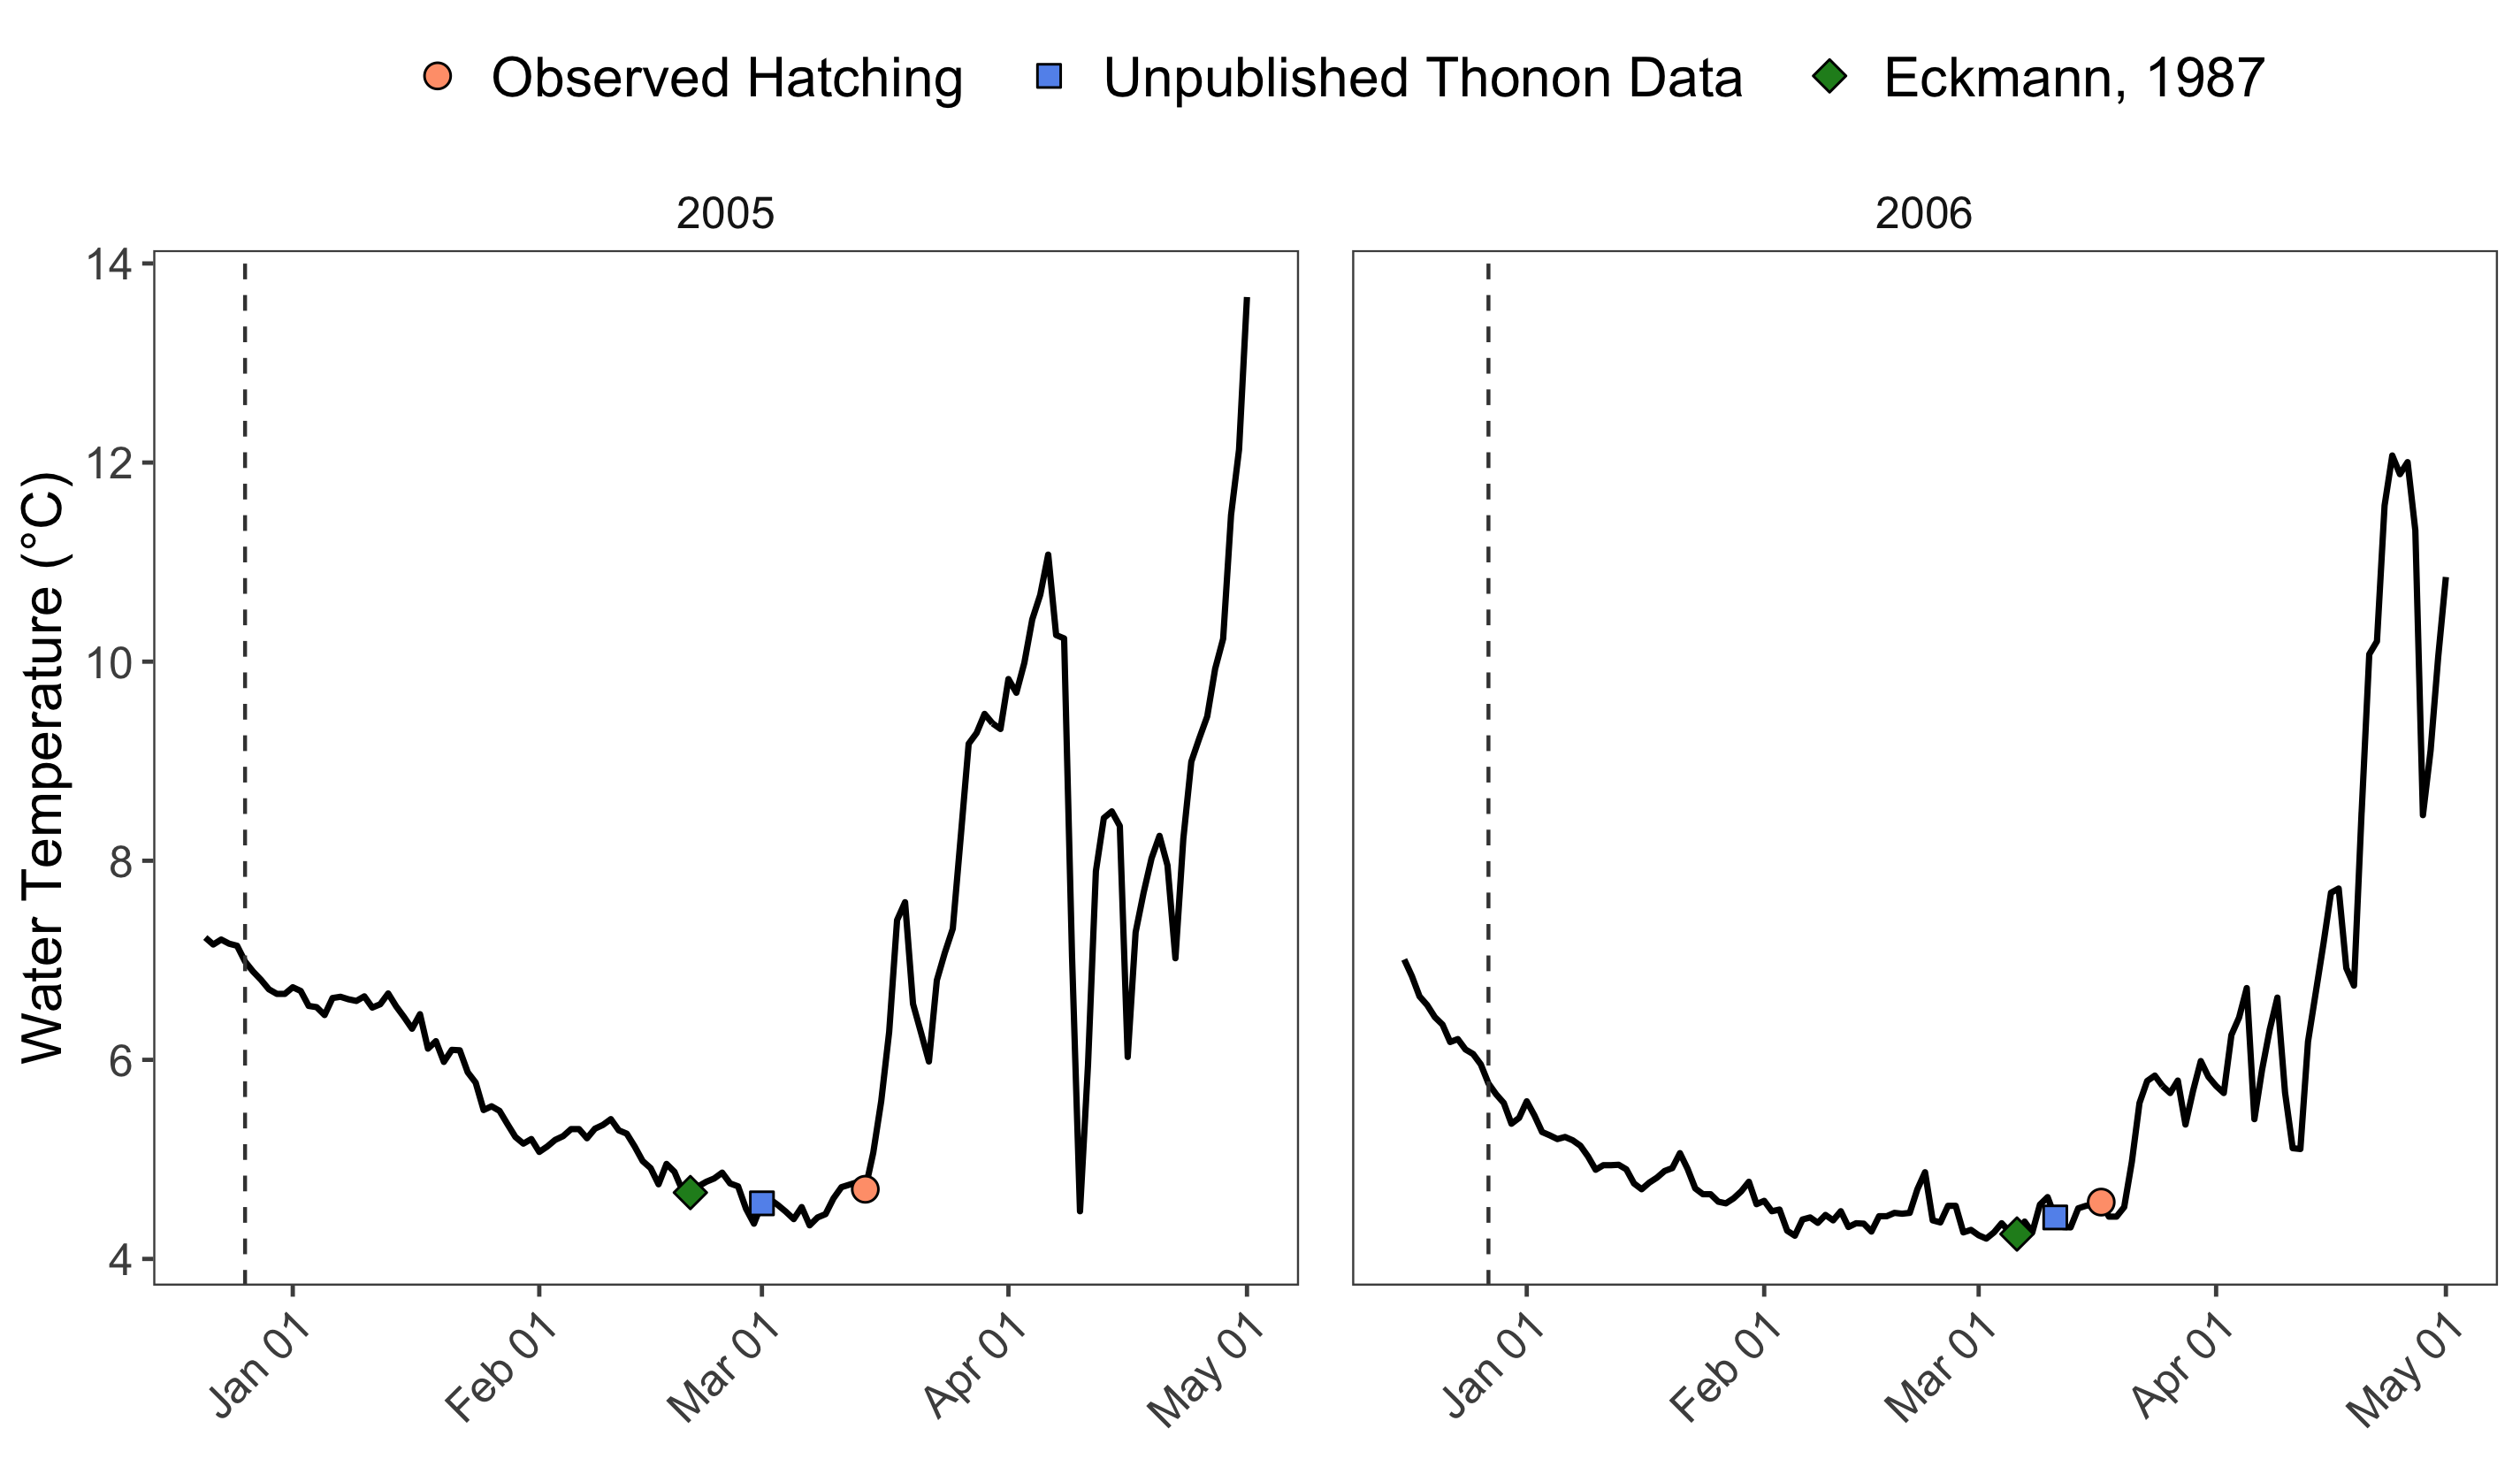 Observed Hatching Unpublished Thonon Data Eckmann, 1987
2005 2006
Water Temperature (°C)
14
12
10
8
6
4
Jan 01 Feb 01 Mar 01 Apr 01 May 01 Jan 01 Feb 01 Mar 01 Apr 01 May 01